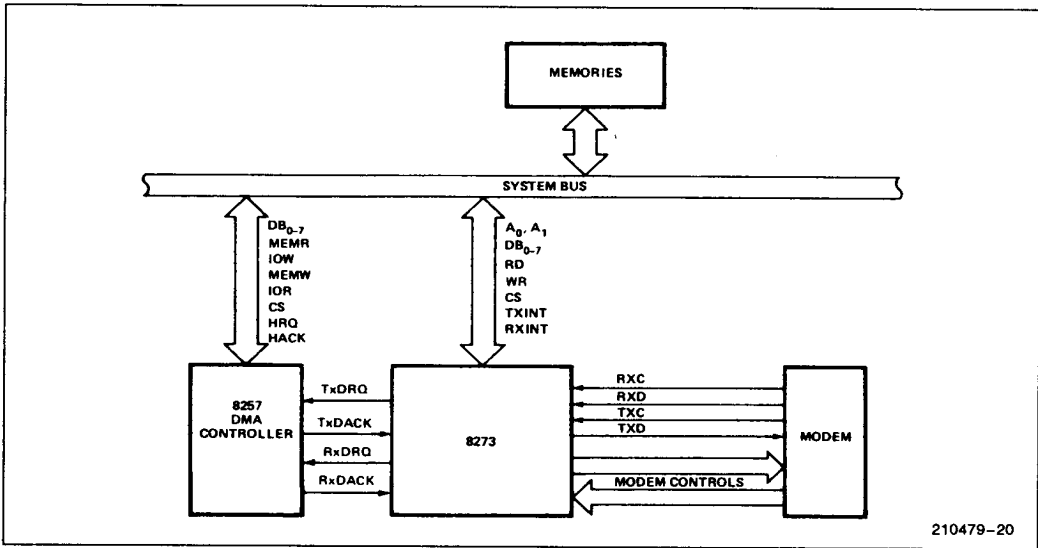 MEMORIES
SYSTEM BUS
DB0-7
MEMR
IOW
MEMW
IOR
CS
HRQ
HACK
A0, A1
DB0-7
RD
WR
CS
TXINT
RXINT
8257
DMA
CONTROLLER
TxDRQ
TxDACK
RxDRQ
RxDACK
8273
RXC
RXD
TXC
TXD
MODEM CONTROLS
MODEM
210479-20